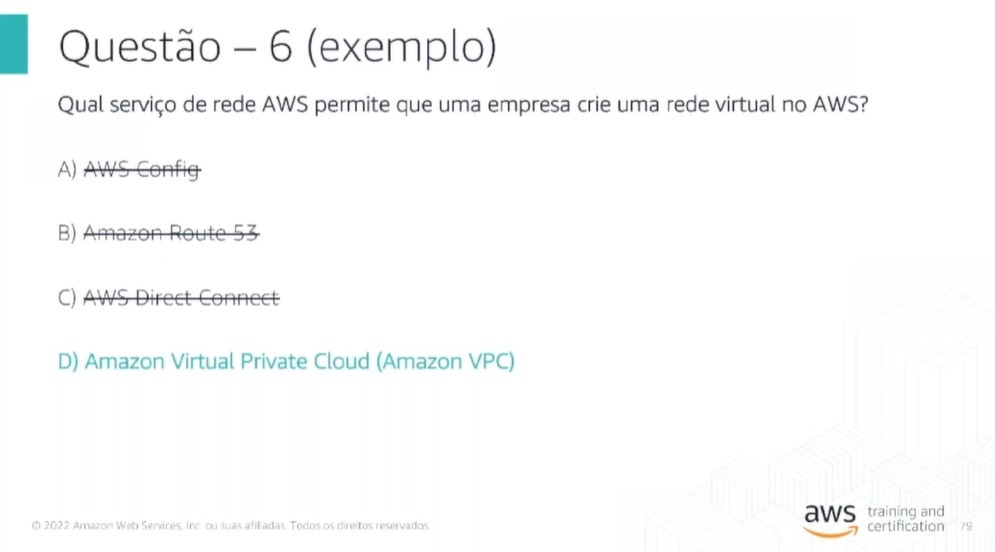 Questão – 6 (exemplo)
Qual serviço de rede AWS permite que uma empresa crie uma rede virtual no AWS?
A) AWS Config
B) Amazon Route 53
C) AWS Direct Connect
D) Amazon Virtual Private Cloud (Amazon VPC)
© 2022 Amazon Web Services, Inc. ou suas afiliadas. Todos os direitos reservados.
aws training and
certification 79